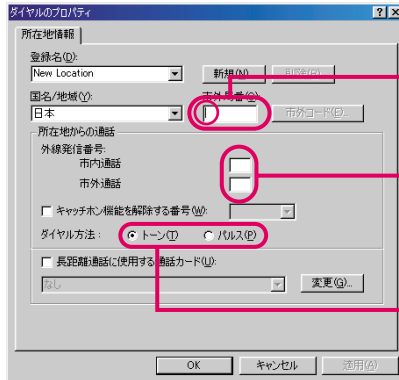 ダイヤルのプロパティ
所在地情報
登録名(D):
New Location 新規(N) 削除(R)
国名/地域(Y): 市外局番(C):
日本 市外コード(E)...
所在地からの通話
外線発信番号:
市内通話
市外通話
キャッチホン機能を解除する番号(W):
ダイヤル方法: トーン(T) パルス(P)
長距離通話に使用する通話カード(U):
なし 変更(G)...
OK キャンセル 適用(A)